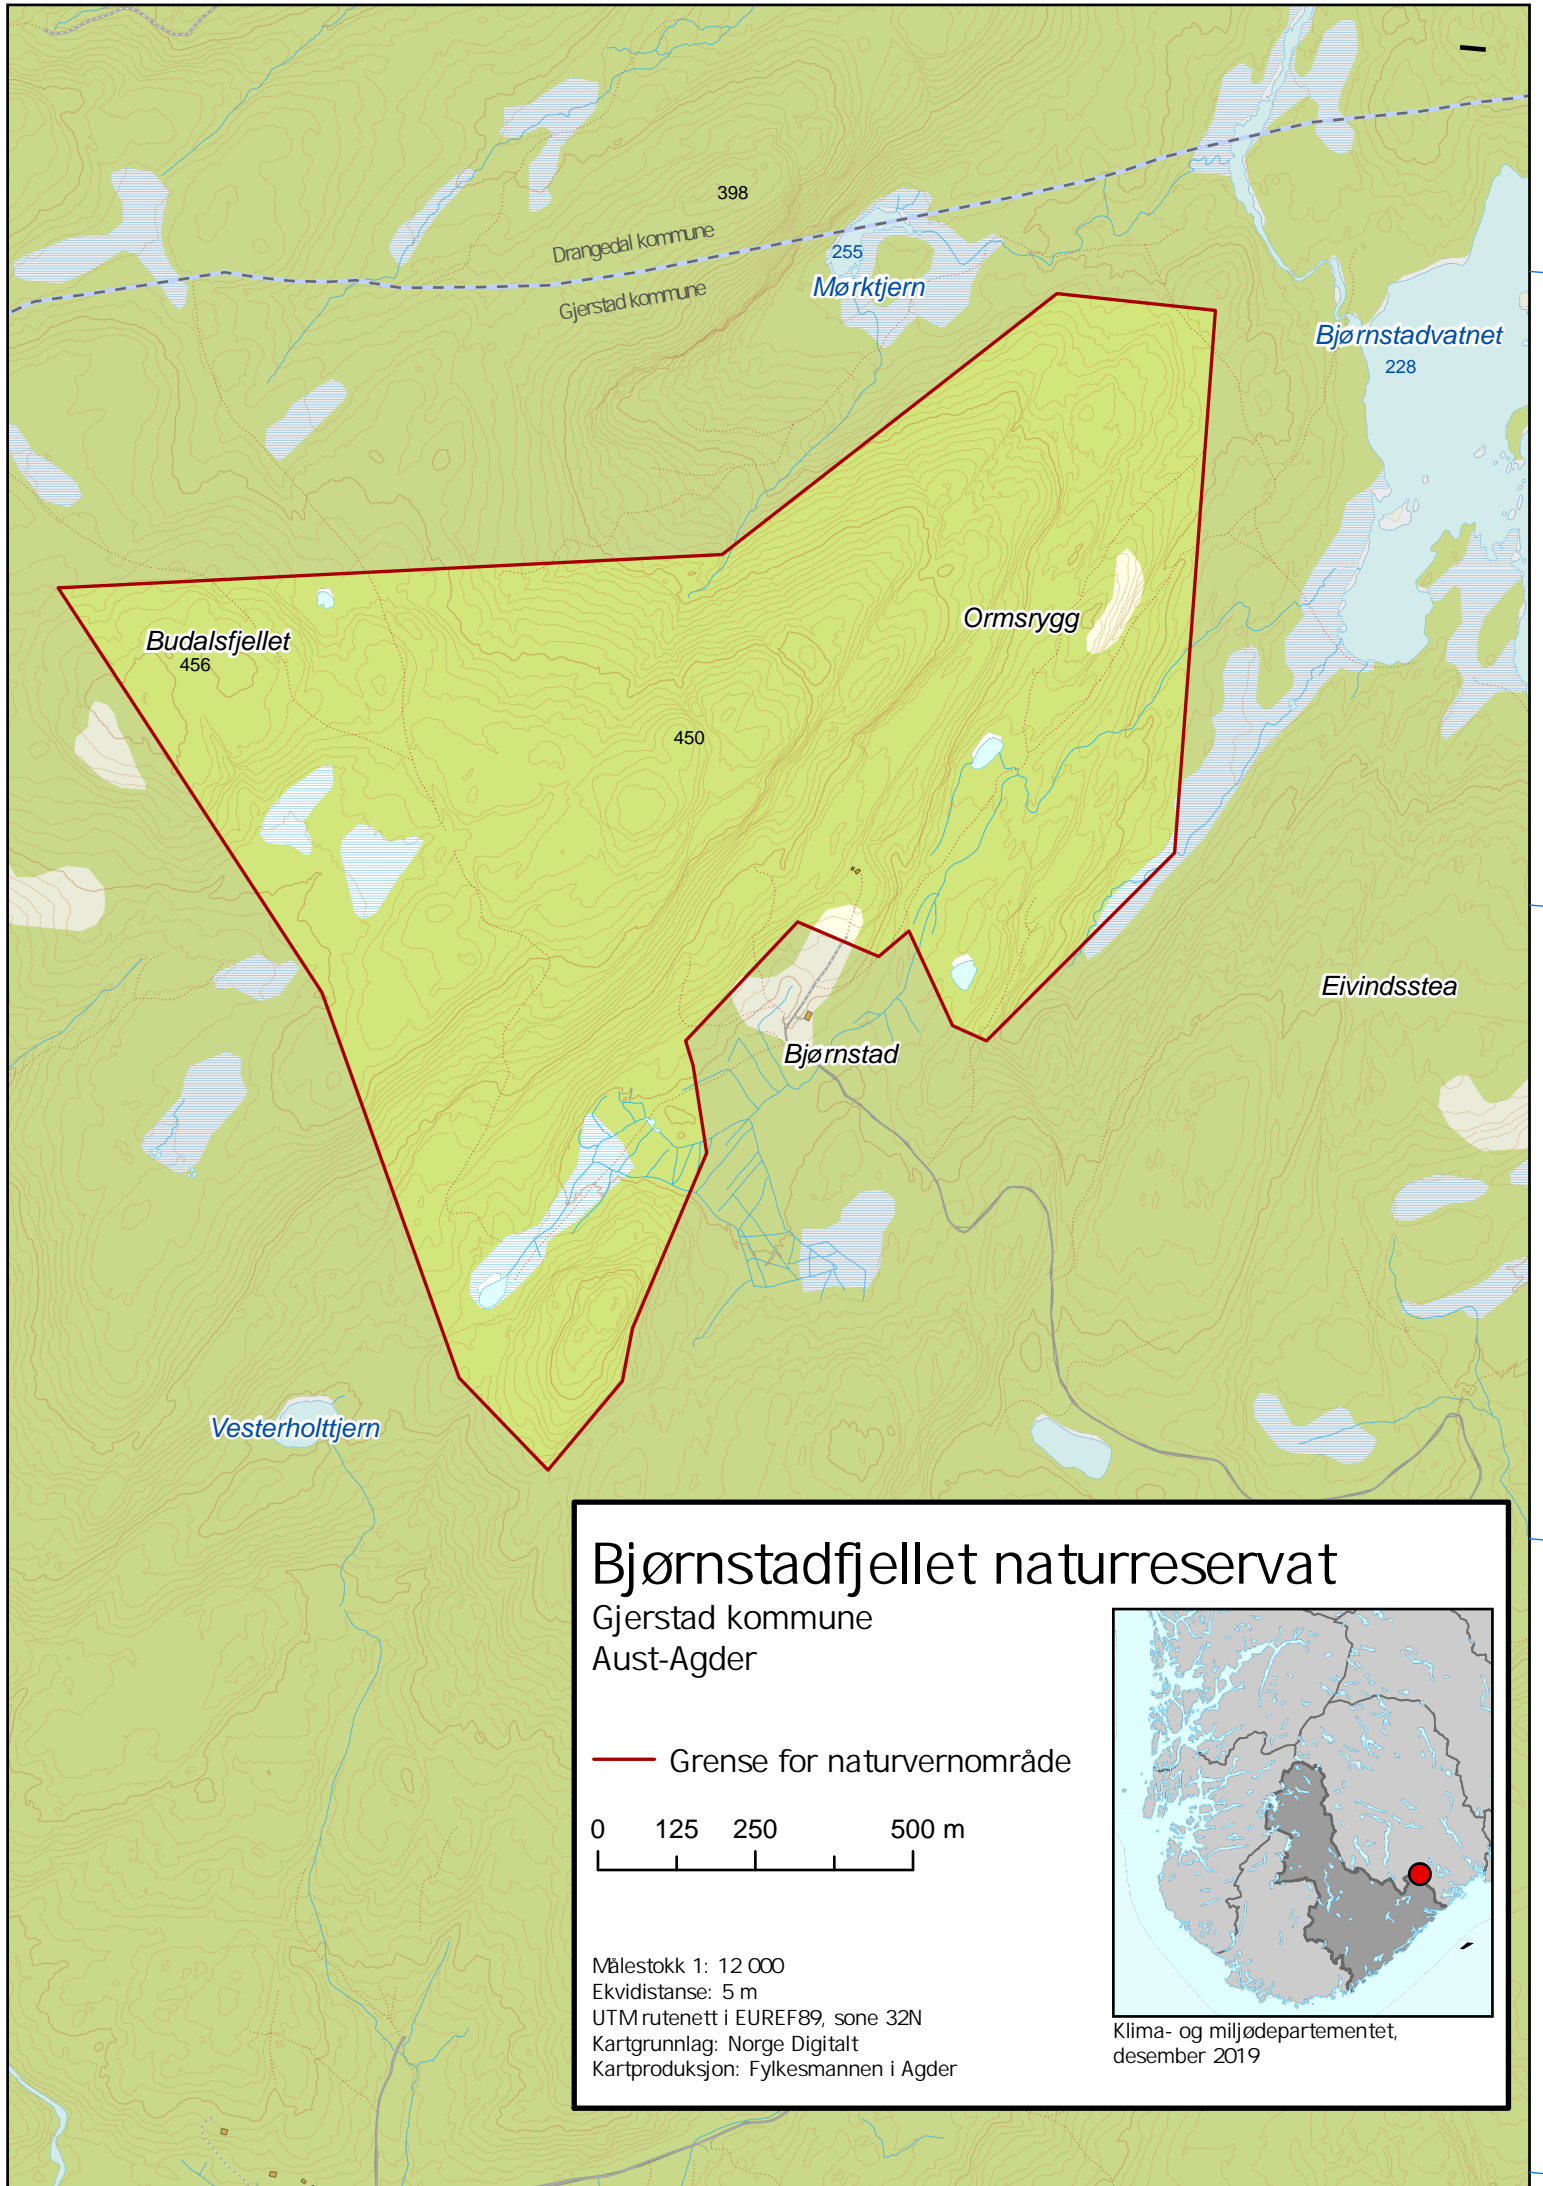 398
Drangedal kommune
255
Mørktjern
Gjerstad kommune
Bjørnstadvatnet
228
Ormsrygg
Budalsfjellet
456
450
Eivindsstea
Bjørnstad
Vesterholttjern
Bjørnstadfjellet naturreservat
Gjerstad kommune
Aust-Agder
Grense for naturvernområde
0 125 250 500 m
Målestokk 1: 12 000
Ekvidistanse: 5 m
UTM rutenett i EUREF89, sone 32N
Kartgrunnlag: Norge Digitalt
Kartproduksjon: Fylkesmannen i Agder
Klima- og miljødepartementet,
desember 2019